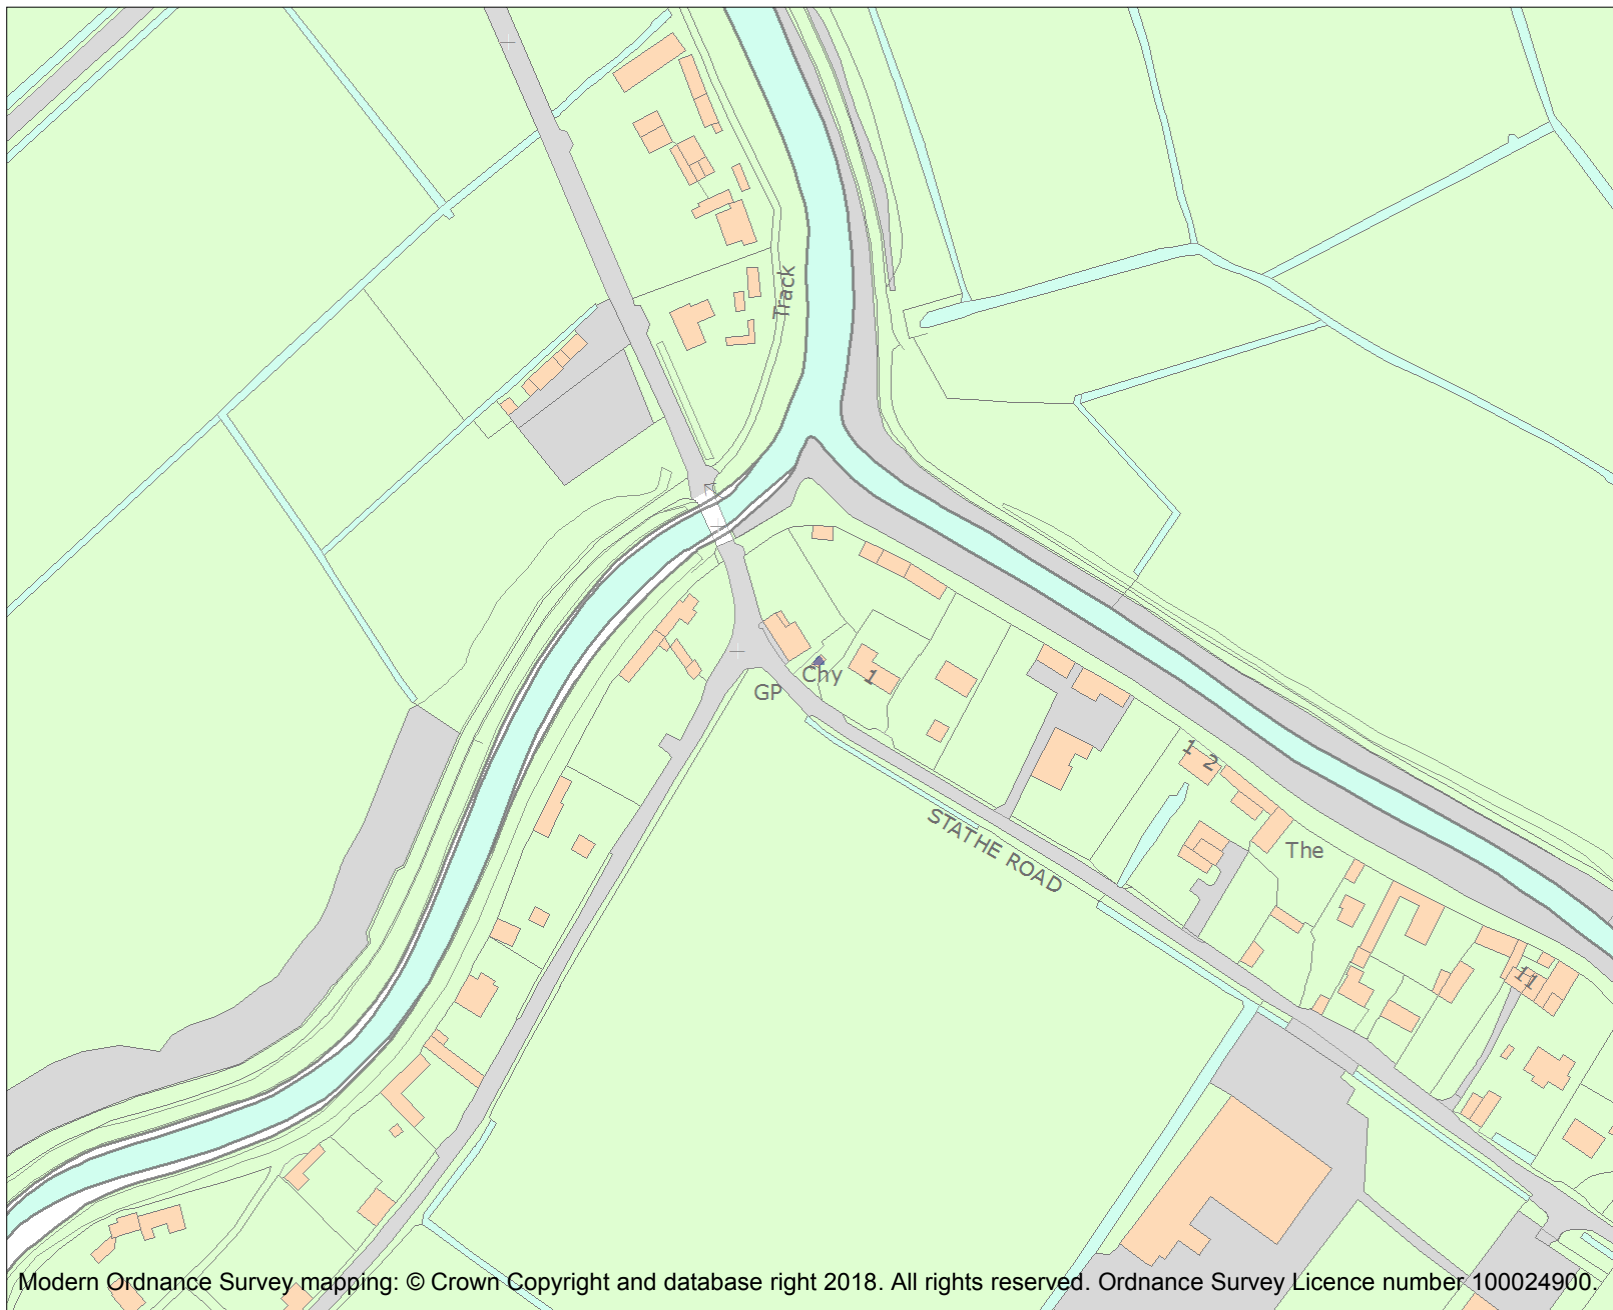 Track
Chy
1
GP
1 2
STATHE ROAD
The
11
Modern Ordnance Survey mapping: © Crown Copyright and database right 2018. All rights reserved. Ordnance Survey Licence number 100024900.